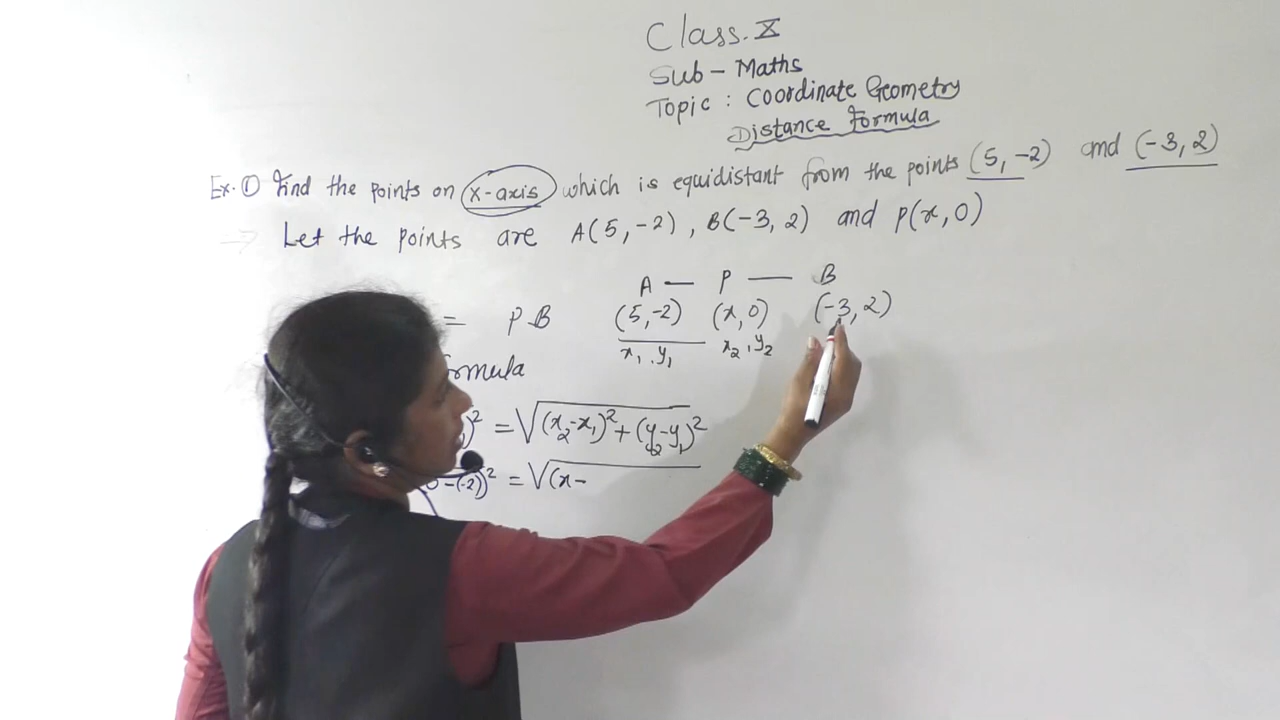 Class. X
Sub - Maths
Topic : Coordinate Geometry
Distance formula
Ex. ① Find the points on x-axis which is equidistant from the points (5, -2) and (-3, 2)
→ Let the points are A(5, -2), B(-3, 2) and P(x, 0)
A — P — B
= PB (5, -2) (x, 0) (-3, 2)
x₁, y₁ x₂, y₂
rmula
)² = √(x₂-x₁)²+(y₂-y₁)²
0-(-2))² = √(x-